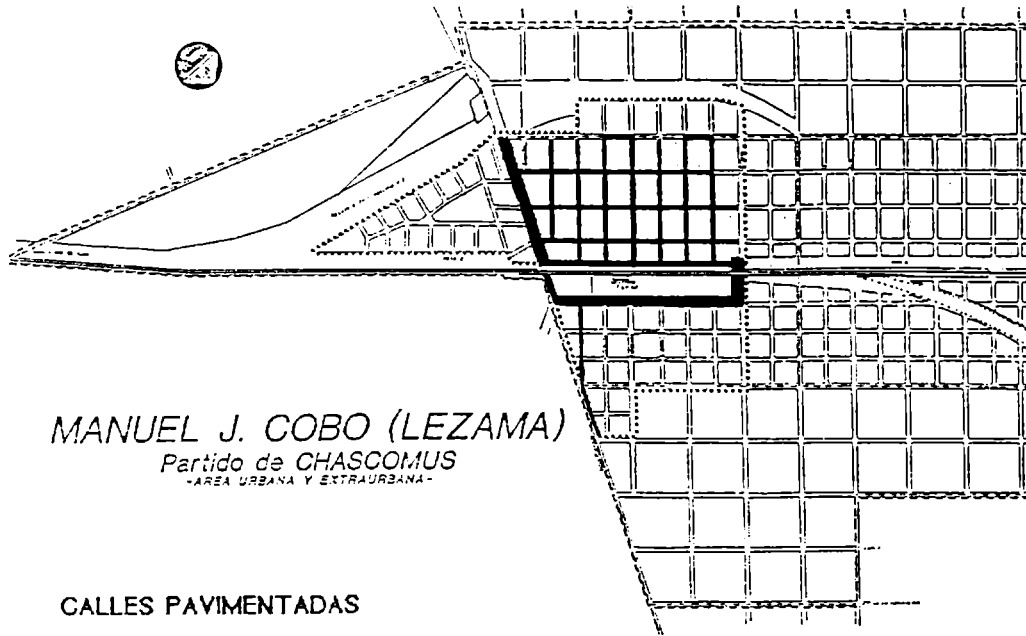 MANUEL J. COBO (LEZAMA)
Partido de CHASCOMUS
-AREA URBANA Y EXTRAURBANA-
CALLES PAVIMENTADAS